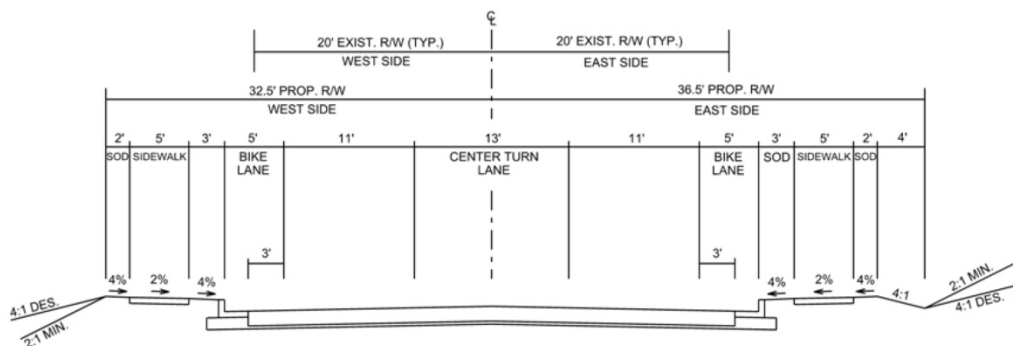 ℄
20' EXIST. R/W (TYP.) 20' EXIST. R/W (TYP.)
WEST SIDE EAST SIDE
32.5' PROP. R/W 36.5' PROP. R/W
WEST SIDE EAST SIDE
2' 5' 3' 5' 11' 13' 11' 5' 3' 5' 2' 4'
SOD SIDEWALK BIKE LANE CENTER TURN LANE BIKE LANE SOD SIDEWALK SOD
3' 3'
4% 2% 4% 4% 2% 4%
4:1 DES. 4:1 2:1 MIN.
2:1 MIN. 4:1 DES.